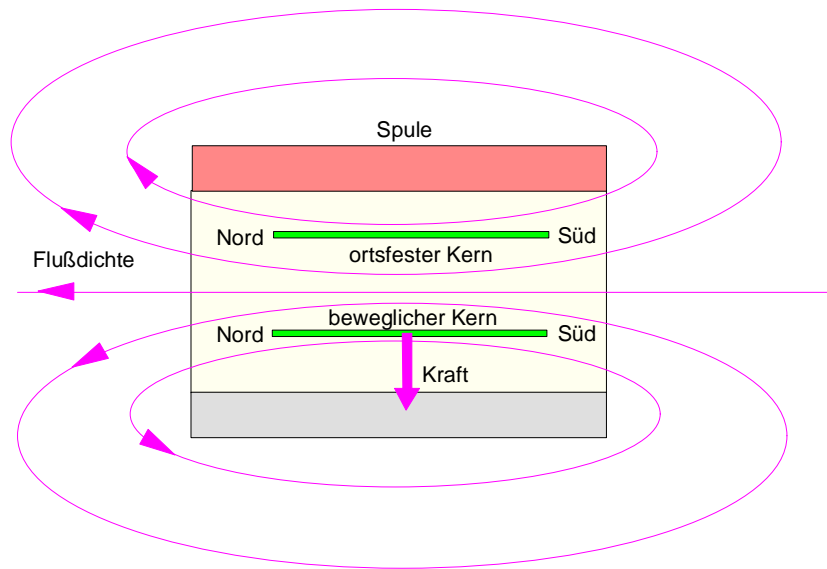 Spule
Nord Süd
ortsfester Kern
Flußdichte
beweglicher Kern
Nord Süd
Kraft